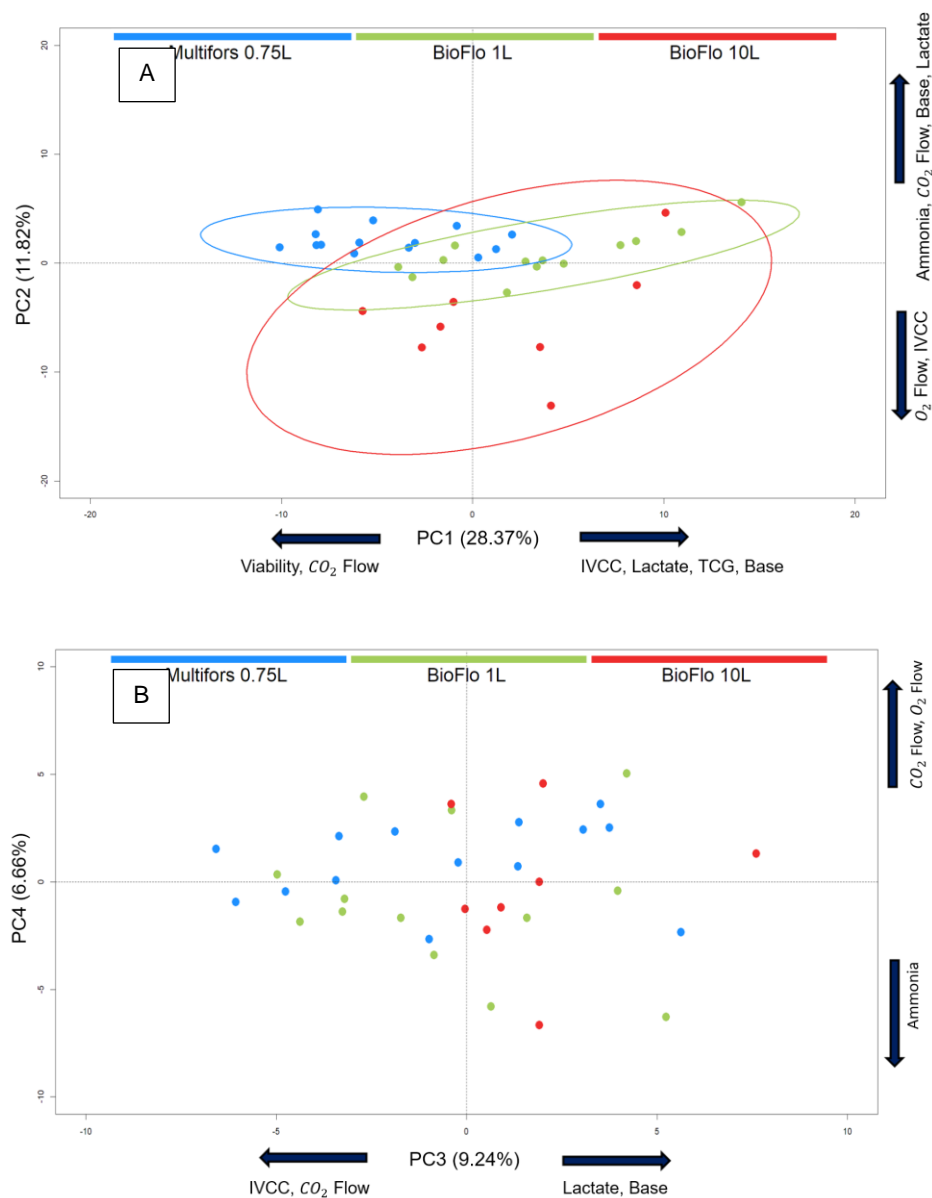 Multifors 0.75L
BioFlo 1L
BioFlo 10L
A
20
10
0
-10
-20
PC2 (11.82%)
Ammonia, CO₂ Flow, Base, Lactate
O₂ Flow, IVCC
-20
-10
0
10
20
PC1 (28.37%)
Viability, CO₂ Flow
IVCC, Lactate, TCG, Base
Multifors 0.75L
BioFlo 1L
BioFlo 10L
B
10
5
0
-5
-10
PC4 (6.66%)
CO₂ Flow, O₂ Flow
Ammonia
-10
-5
0
5
10
PC3 (9.24%)
IVCC, CO₂ Flow
Lactate, Base